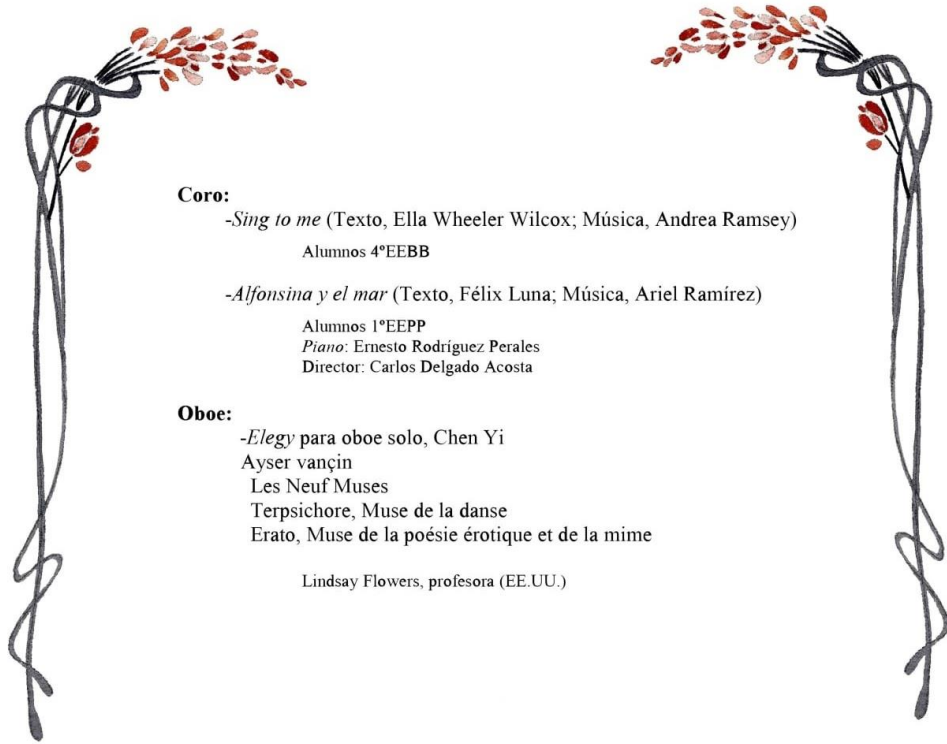 Coro:
-Sing to me (Texto, Ella Wheeler Wilcox; Música, Andrea Ramsey)
Alumnos 4ºEEBB
-Alfonsina y el mar (Texto, Félix Luna; Música, Ariel Ramírez)
Alumnos 1ºEEPP
Piano: Ernesto Rodríguez Perales
Director: Carlos Delgado Acosta
Oboe:
-Elegy para oboe solo, Chen Yi
Ayser vançin
Les Neuf Muses
Terpsichore, Muse de la danse
Erato, Muse de la poésie érotique et de la mime
Lindsay Flowers, profesora (EE.UU.)